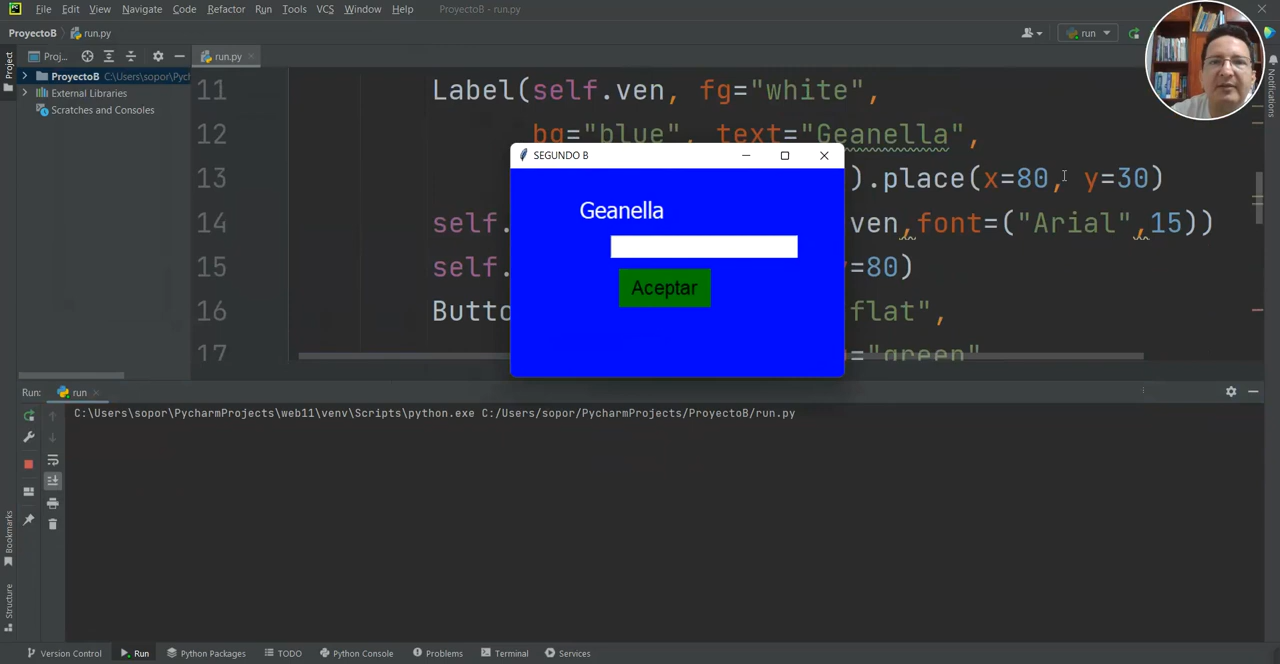 File Edit View Navigate Code Refactor Run Tools VCS Window Help ProyectoB - run.py
ProyectoB run.py run
Proj... run.py
Project
ProyectoB C:\Users\sopor\Pych
External Libraries
Scratches and Consoles
Notifications
11 Label(self.ven, fg="white",
12 bg="blue", text="Geanella",
13 ).place(x=80, y=30)
14 self. ven,font=("Arial",15))
15 self. y=80)
16 Butto flat",
17 ="green"
SEGUNDO B
Geanella
Aceptar
Run: run
C:\Users\sopor\PycharmProjects\web11\venv\Scripts\python.exe C:/Users/sopor/PycharmProjects/ProyectoB/run.py
Bookmarks
Structure
Version Control Run Python Packages TODO Python Console Problems Terminal Services